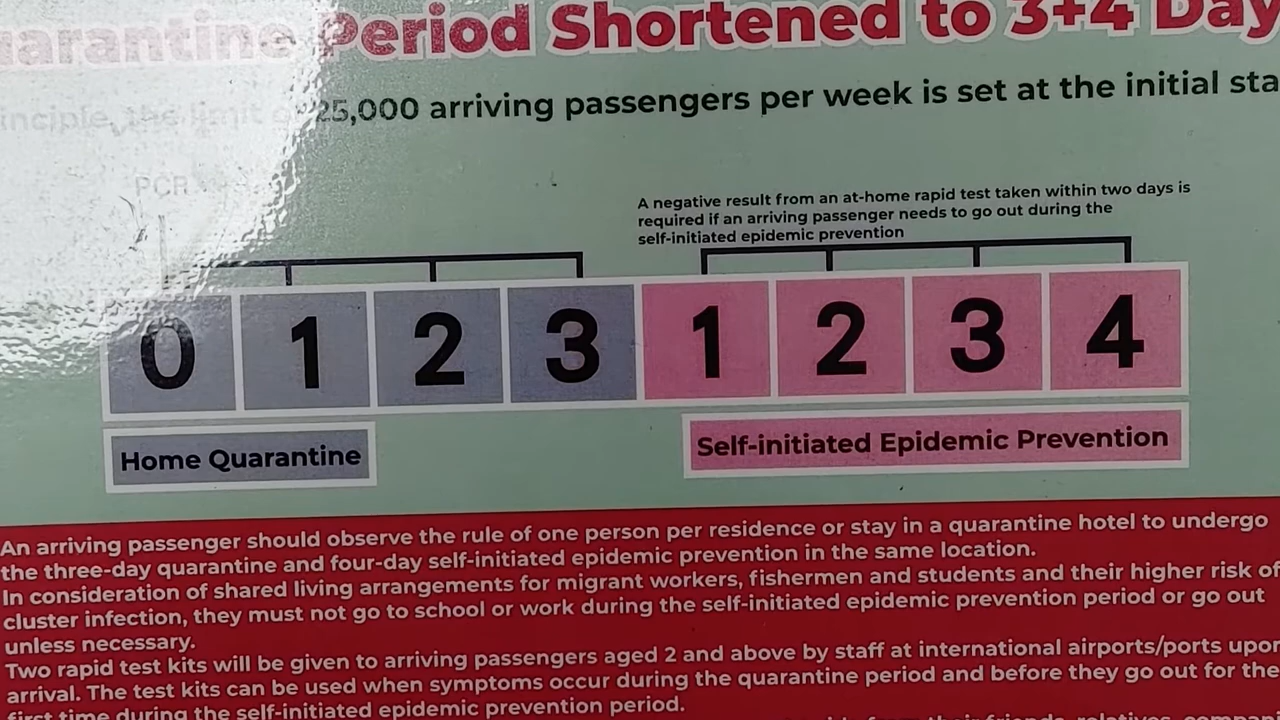 Quarantine Period Shortened to 3+4 Day
inciple, the limit of 25,000 arriving passengers per week is set at the initial sta
PCR
A negative result from an at-home rapid test taken within two days is
required if an arriving passenger needs to go out during the
self-initiated epidemic prevention
0 1 2 3 1 2 3 4
Home Quarantine
Self-initiated Epidemic Prevention
An arriving passenger should observe the rule of one person per residence or stay in a quarantine hotel to undergo
the three-day quarantine and four-day self-initiated epidemic prevention in the same location.
In consideration of shared living arrangements for migrant workers, fishermen and students and their higher risk of
cluster infection, they must not go to school or work during the self-initiated epidemic prevention period or go out
unless necessary.
Two rapid test kits will be given to arriving passengers aged 2 and above by staff at international airports/ports upon
arrival. The test kits can be used when symptoms occur during the quarantine period and before they go out for the
first time during the self-initiated epidemic prevention period.